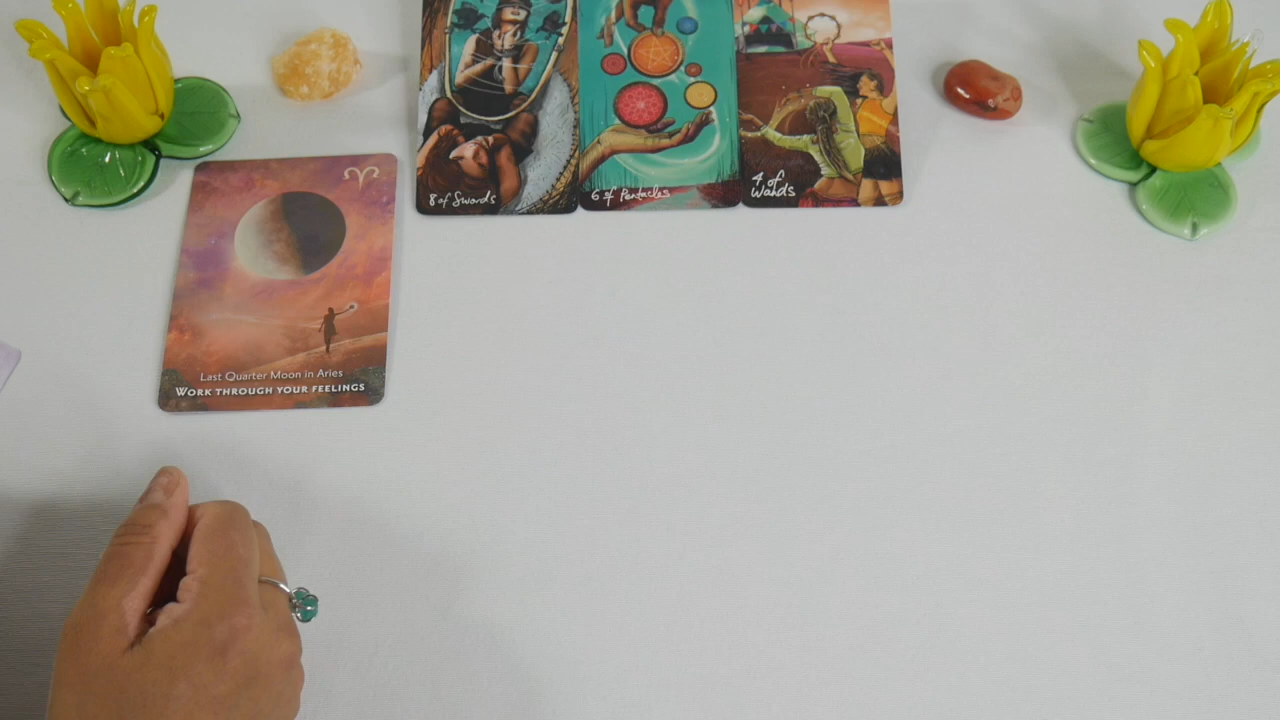 8 of Swords
6 of Pentacles
4 of
Wands
Last Quarter Moon in Aries
WORK THROUGH YOUR FEELINGS